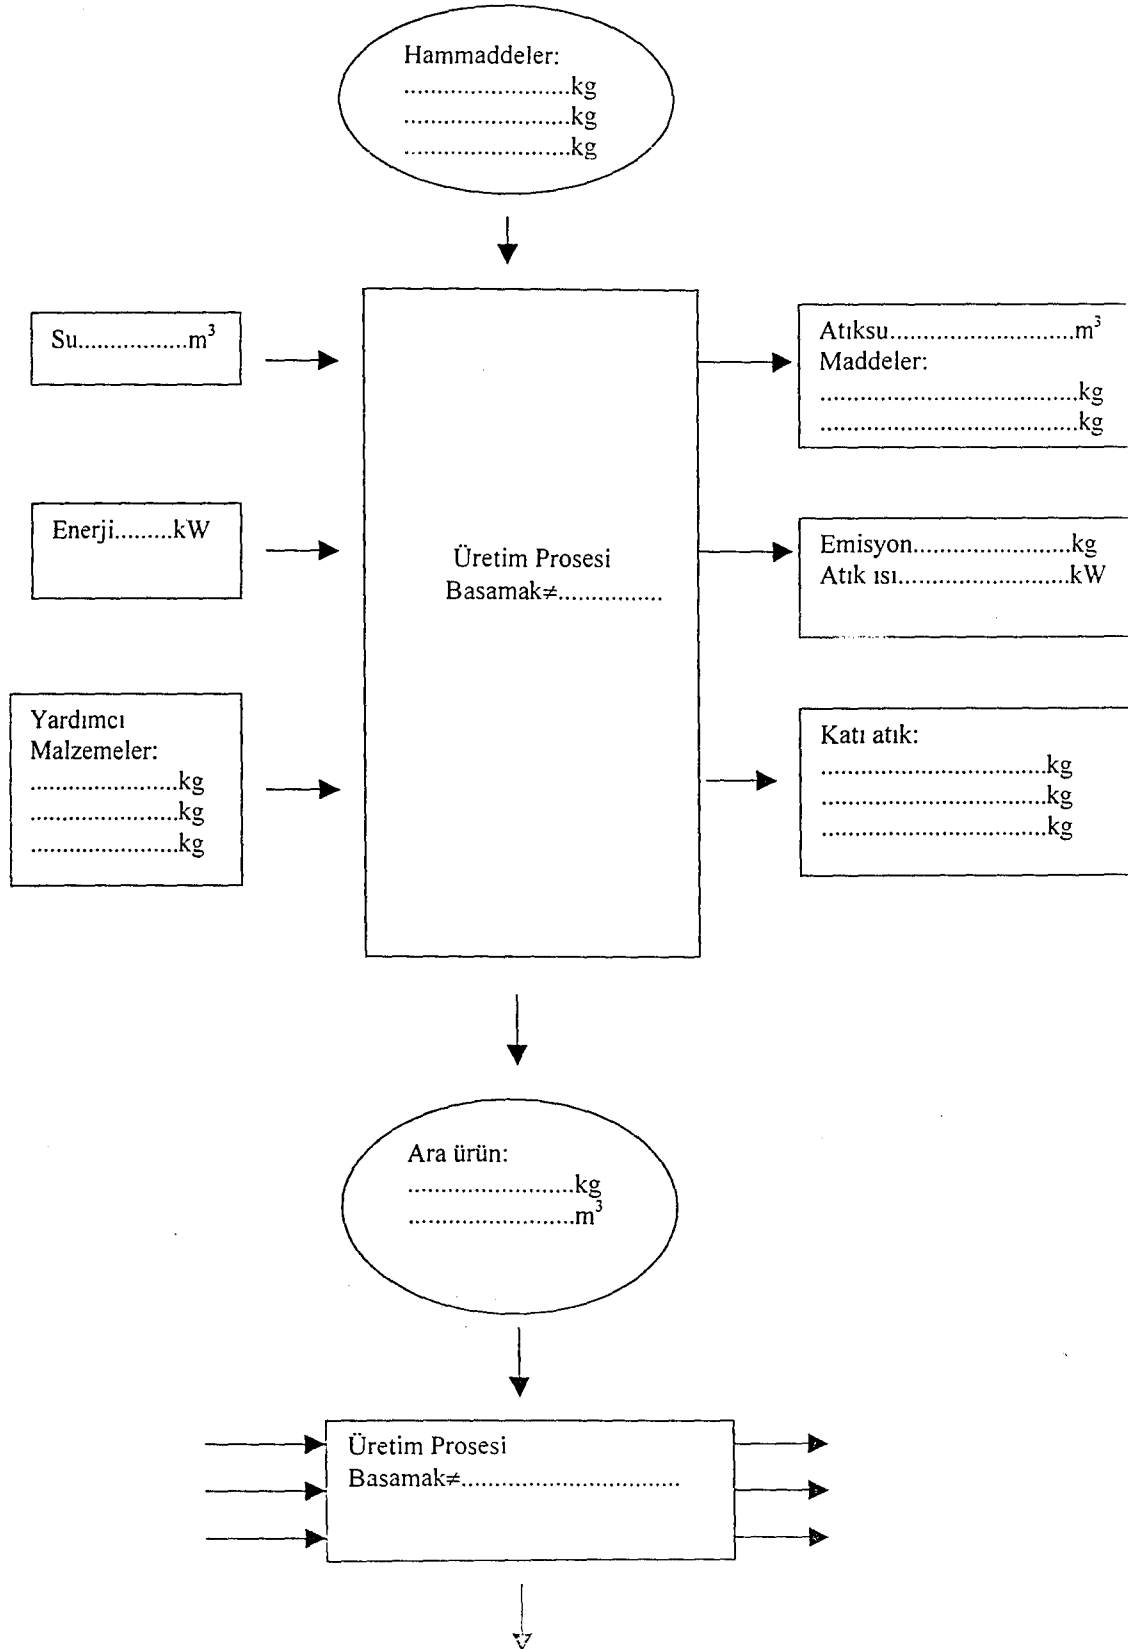 Hammaddeler:
.........................kg
.........................kg
.........................kg
Su.................m³
Enerji.........kW
Yardımcı
Malzemeler:
......................kg
......................kg
......................kg
Üretim Prosesi
Basamak≠................
Atıksu............................m³
Maddeler:
.......................................kg
.......................................kg
Emisyon........................kg
Atık ısı..........................kW
Katı atık:
..................................kg
..................................kg
..................................kg
Ara ürün:
.........................kg
.........................m³
Üretim Prosesi
Basamak≠.................................